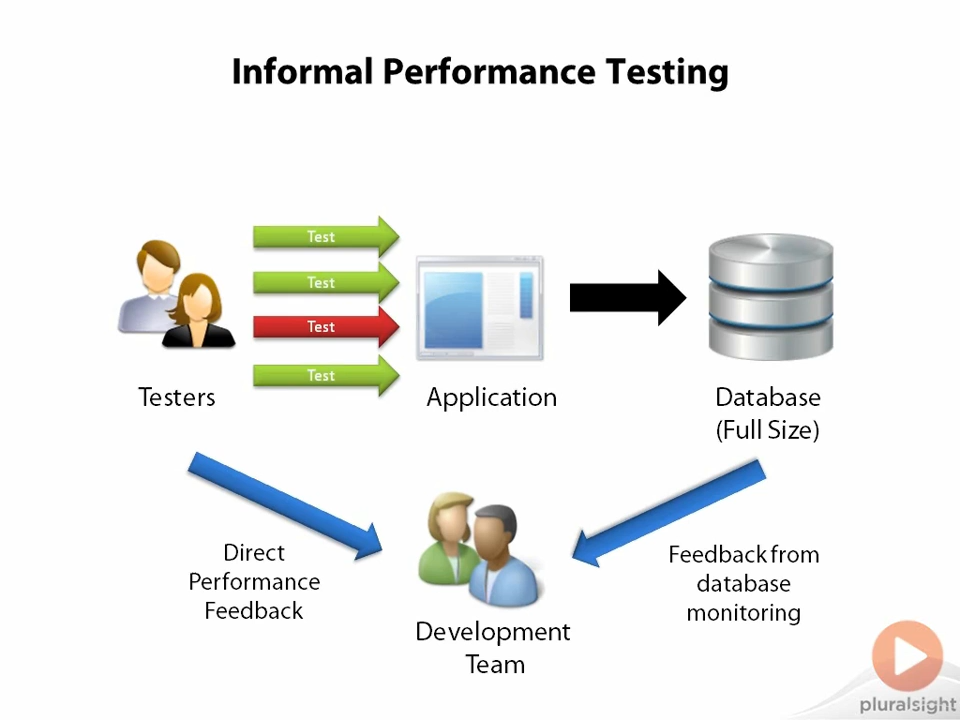 Informal Performance Testing
Test
Test
Test
Test
Testers
Application
Database
(Full Size)
Direct
Performance
Feedback
Development
Team
Feedback from
database
monitoring
pluralsight